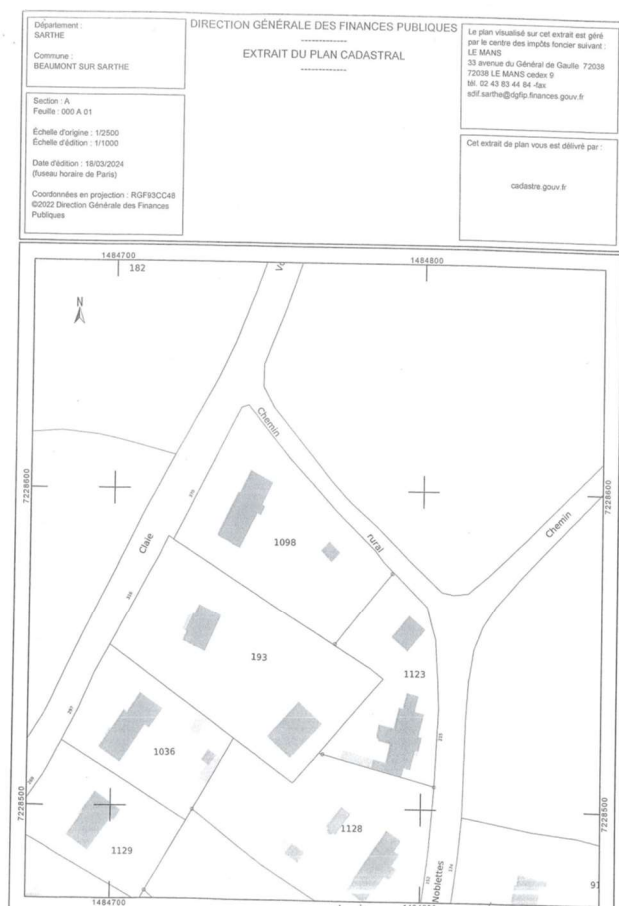 Département :
SARTHE
Commune :
BEAUMONT SUR SARTHE
Section : A
Feuille : 000 A 01
Échelle d'origine : 1/2500
Échelle d'édition : 1/1000
Date d'édition : 18/03/2024
(fuseau horaire de Paris)
Coordonnées en projection : RGF93CC48
©2022 Direction Générale des Finances
Publiques
DIRECTION GÉNÉRALE DES FINANCES PUBLIQUES
-------------
EXTRAIT DU PLAN CADASTRAL
-------------
Le plan visualisé sur cet extrait est géré
par le centre des impôts foncier suivant :
LE MANS
33 avenue du Général de Gaulle 72038
72038 LE MANS cedex 9
tél. 02 43 83 44 84 -fax
sdif.sarthe@dgfip.finances.gouv.fr
Cet extrait de plan vous est délivré par :
cadastre.gouv.fr
1484700
1484800
182
N
Chemin
7228600
7228600
Claie
1098
rural
Chemin
193
1123
1036
7228500
7228500
1129
1128
Noblettes
91
1484700